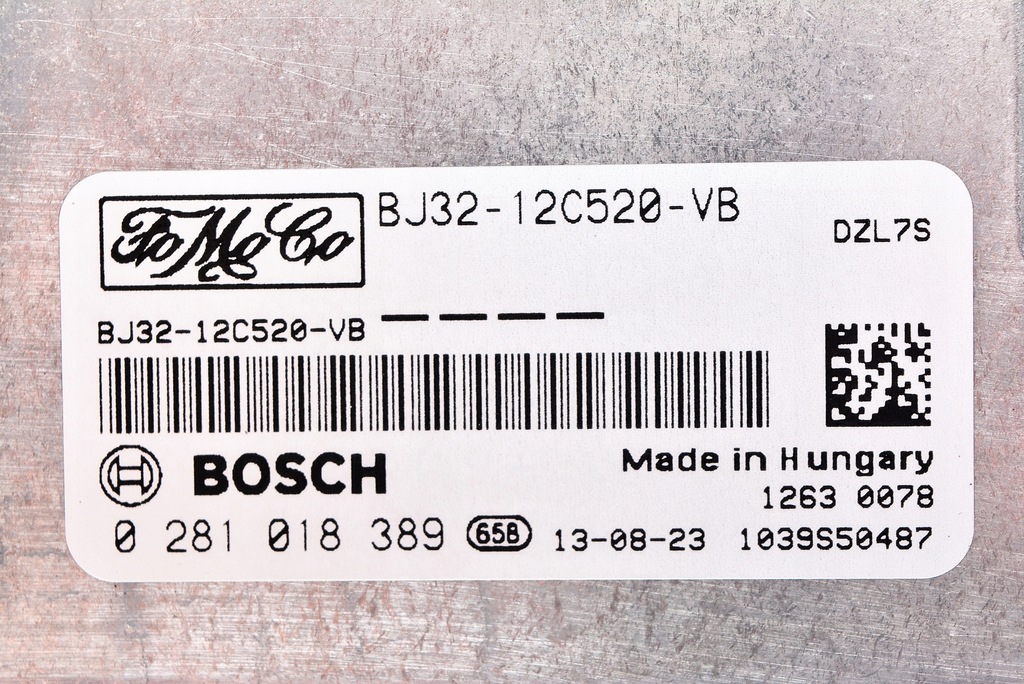 FoMoCo BJ32-12C520-VB
DZL7S
BJ32-12C520-VB
BOSCH
Made in Hungary
1263 0078
0 281 018 389 65B 13-08-23 1039S50487